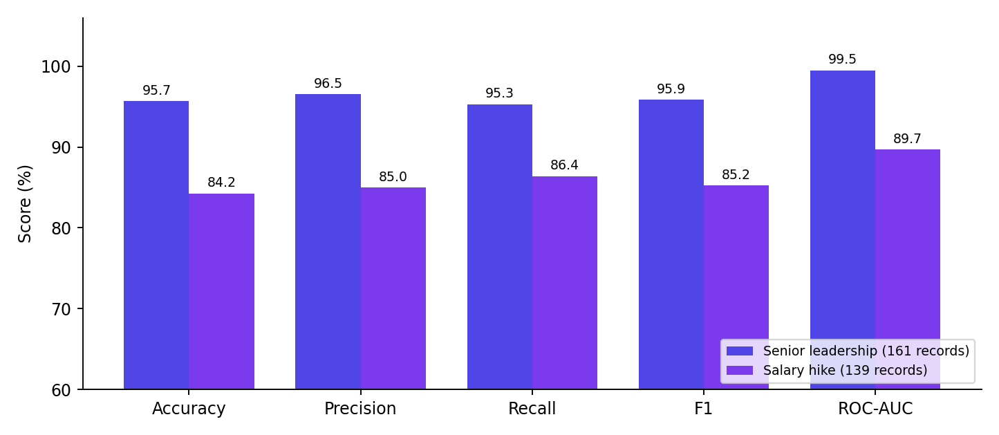 Score (%)
100
90
80
70
60
95.7
84.2
96.5
85.0
95.3
86.4
95.9
85.2
99.5
89.7
Accuracy
Precision
Recall
F1
ROC-AUC
Senior leadership (161 records)
Salary hike (139 records)